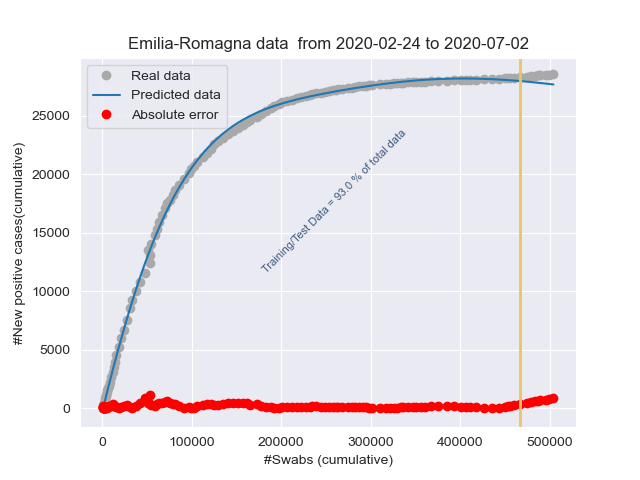 Emilia-Romagna data  from 2020-02-24 to 2020-07-02
Real data
Predicted data
Absolute error
Training/Test Data = 93.0 % of total data
#New positive cases(cumulative)
25000
20000
15000
10000
5000
0
0 100000 200000 300000 400000 500000
#Swabs (cumulative)